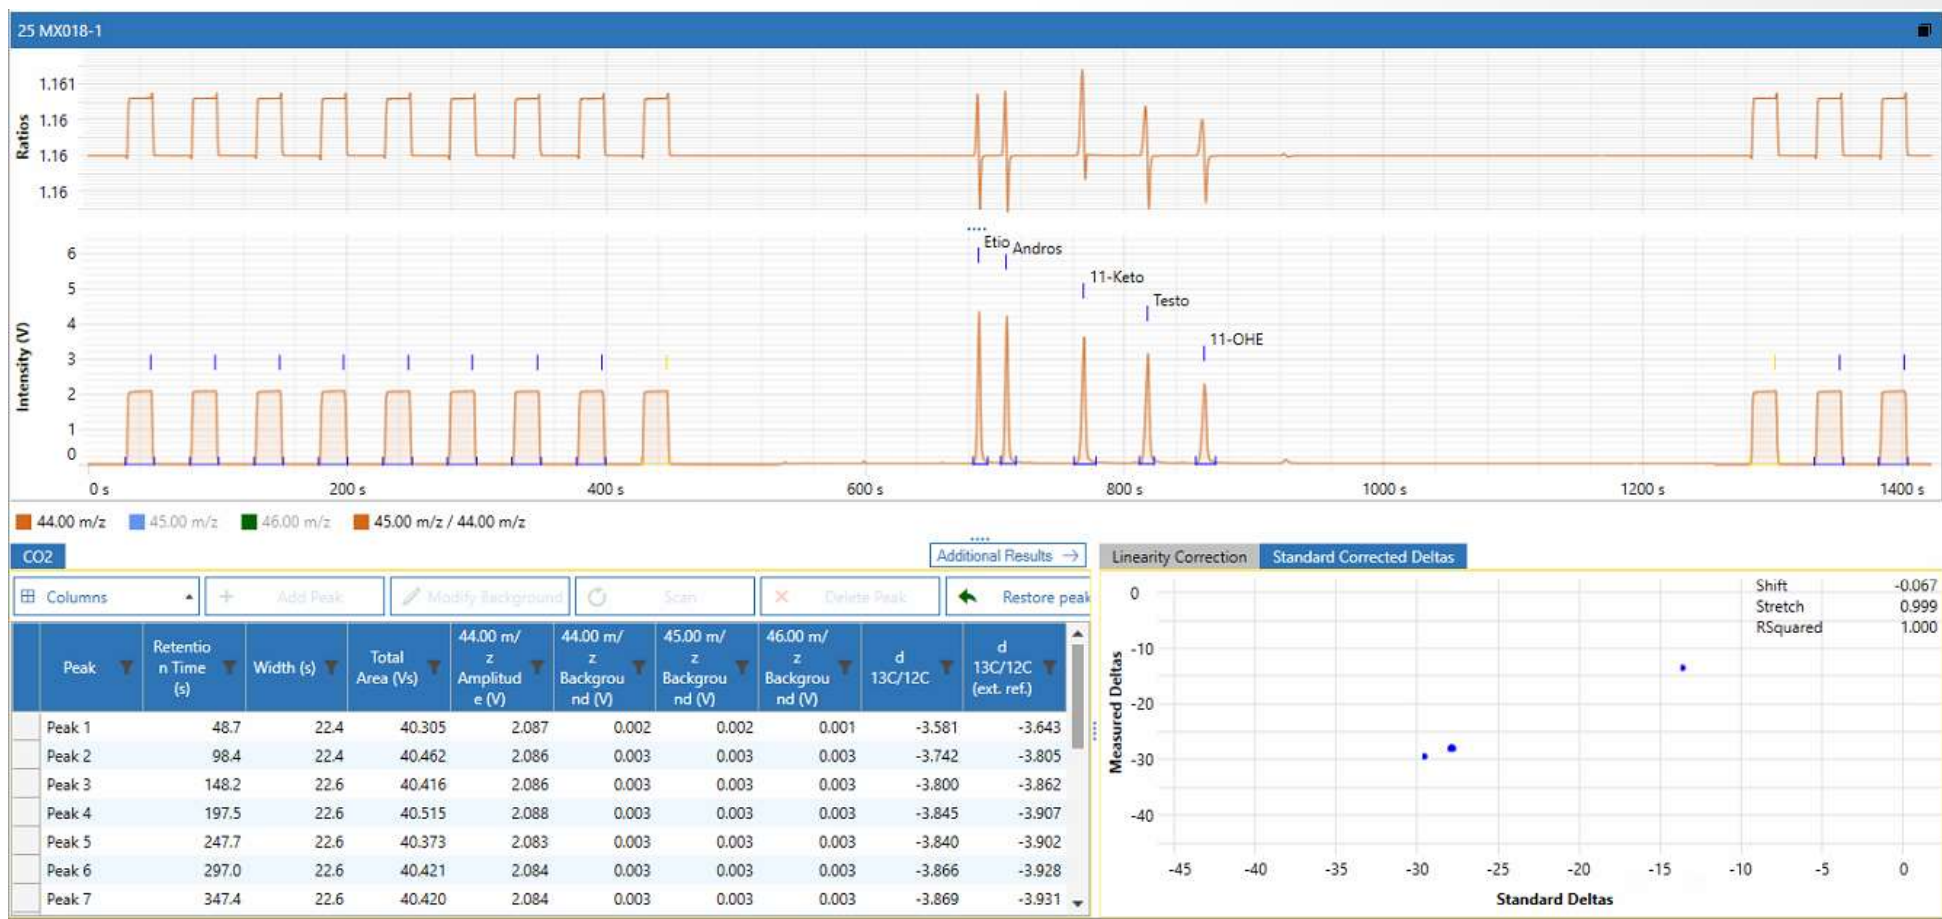 25 MX018-1
Ratios
1.161
1.16
1.16
1.16
Intensity (V)
6
5
4
3
2
1
0
Etio
Andros
11-Keto
Testo
11-OHE
0 s 200 s 400 s 600 s 800 s 1000 s 1200 s 1400 s
44.00 m/z 45.00 m/z 46.00 m/z 45.00 m/z / 44.00 m/z
CO2
Additional Results →
Columns + Add Peak Modify Background Scan Delete Peak Restore peak
Peak
Retentio
n Time
(s)
Width (s)
Total
Area (Vs)
44.00 m/
z
Amplitud
e (V)
44.00 m/
z
Backgrou
nd (V)
45.00 m/
z
Backgrou
nd (V)
46.00 m/
z
Backgrou
nd (V)
d
13C/12C
d
13C/12C
(ext. ref.)
Peak 1 48.7 22.4 40.305 2.087 0.002 0.002 0.001 -3.581 -3.643
Peak 2 98.4 22.4 40.462 2.086 0.003 0.003 0.003 -3.742 -3.805
Peak 3 148.2 22.6 40.416 2.086 0.003 0.003 0.003 -3.800 -3.862
Peak 4 197.5 22.6 40.515 2.088 0.003 0.003 0.003 -3.845 -3.907
Peak 5 247.7 22.6 40.373 2.083 0.003 0.003 0.003 -3.840 -3.902
Peak 6 297.0 22.6 40.421 2.084 0.003 0.003 0.003 -3.866 -3.928
Peak 7 347.4 22.6 40.420 2.084 0.003 0.003 0.003 -3.869 -3.931
Linearity Correction Standard Corrected Deltas
Shift -0.067
Stretch 0.999
RSquared 1.000
Measured Deltas
0
-10
-20
-30
-40
-45 -40 -35 -30 -25 -20 -15 -10 -5 0
Standard Deltas